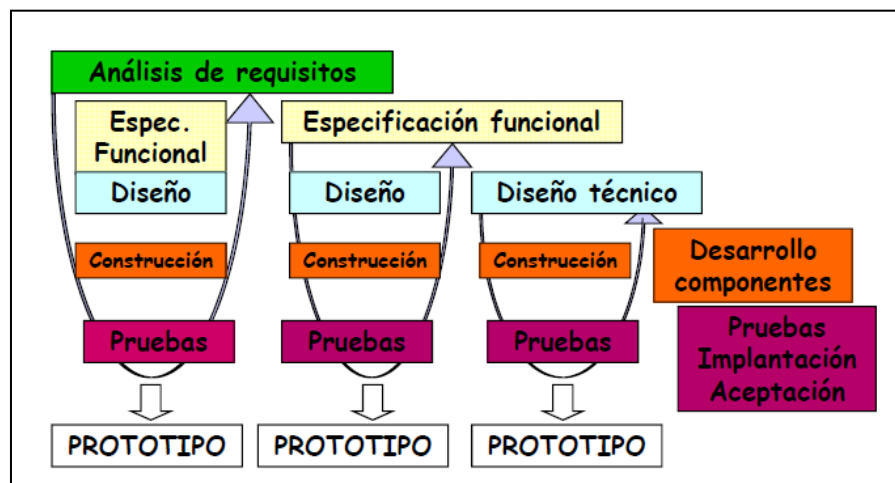 Análisis de requisitos
Espec.
Funcional
Diseño
Construcción
Pruebas
PROTOTIPO
Especificación funcional
Diseño
Construcción
Pruebas
PROTOTIPO
Diseño técnico
Construcción
Pruebas
PROTOTIPO
Desarrollo
componentes
Pruebas
Implantación
Aceptación